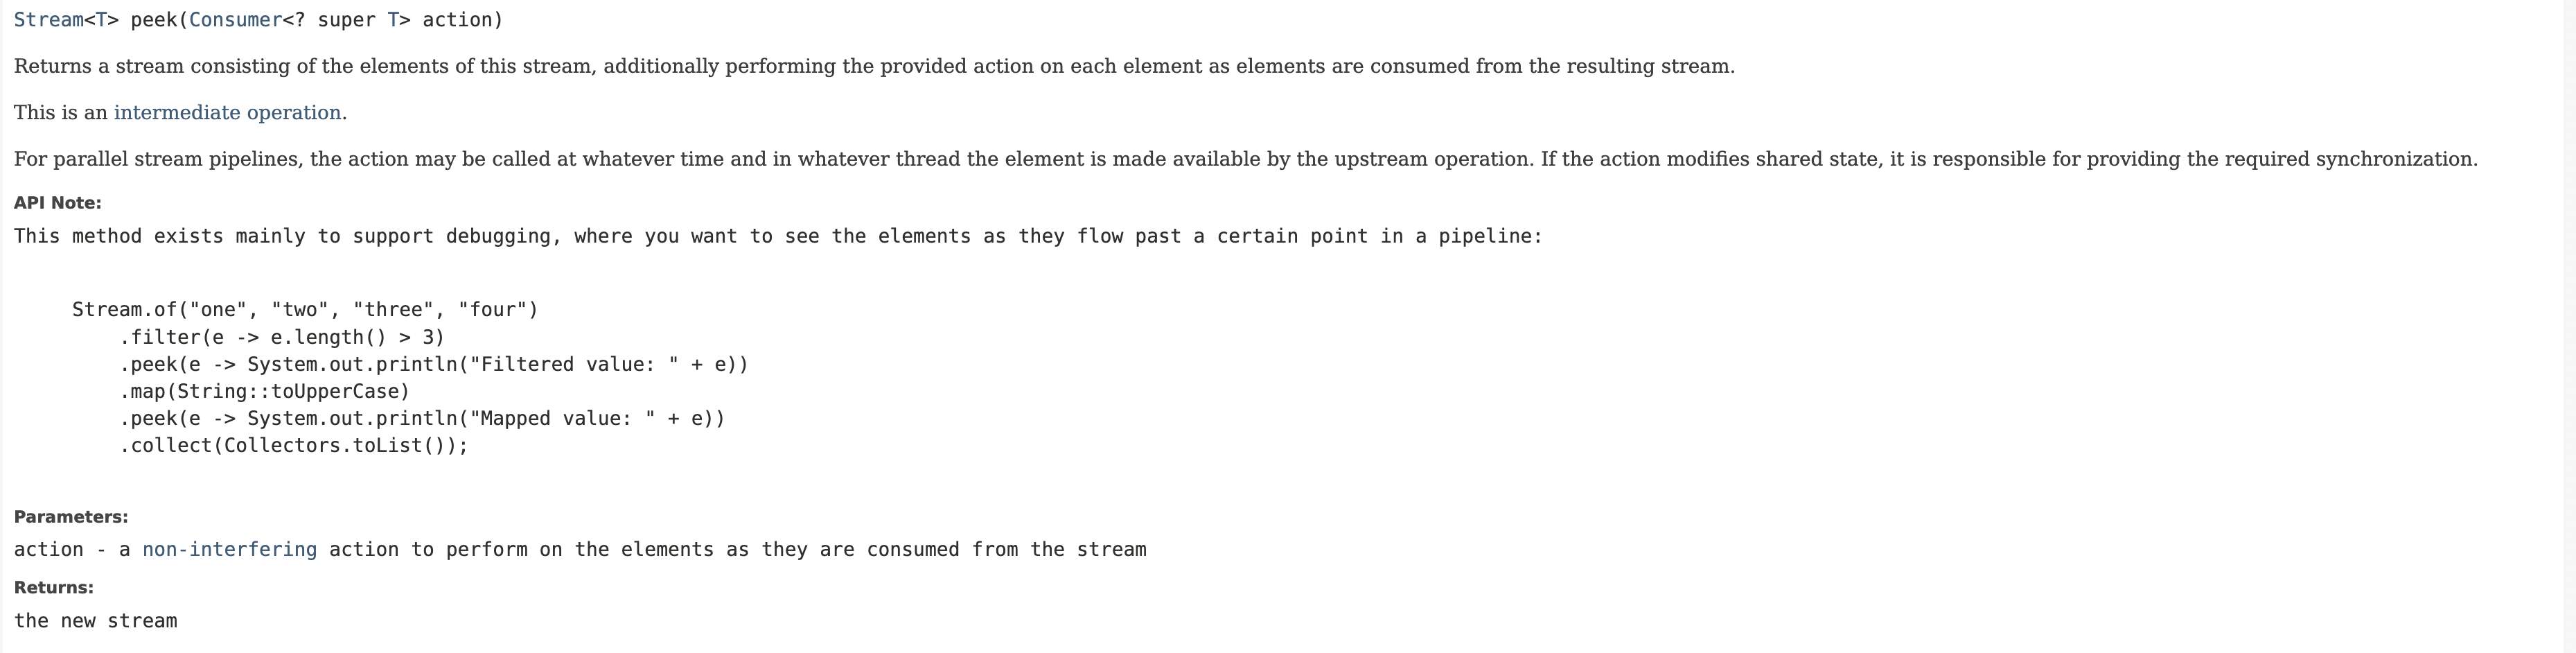 Stream<T> peek(Consumer<? super T> action)
Returns a stream consisting of the elements of this stream, additionally performing the provided action on each element as elements are consumed from the resulting stream.
This is an intermediate operation.
For parallel stream pipelines, the action may be called at whatever time and in whatever thread the element is made available by the upstream operation. If the action modifies shared state, it is responsible for providing the required synchronization.
API Note:
This method exists mainly to support debugging, where you want to see the elements as they flow past a certain point in a pipeline:
Stream.of("one", "two", "three", "four")
.filter(e -> e.length() > 3)
.peek(e -> System.out.println("Filtered value: " + e))
.map(String::toUpperCase)
.peek(e -> System.out.println("Mapped value: " + e))
.collect(Collectors.toList());
Parameters:
action - a non-interfering action to perform on the elements as they are consumed from the stream
Returns:
the new stream